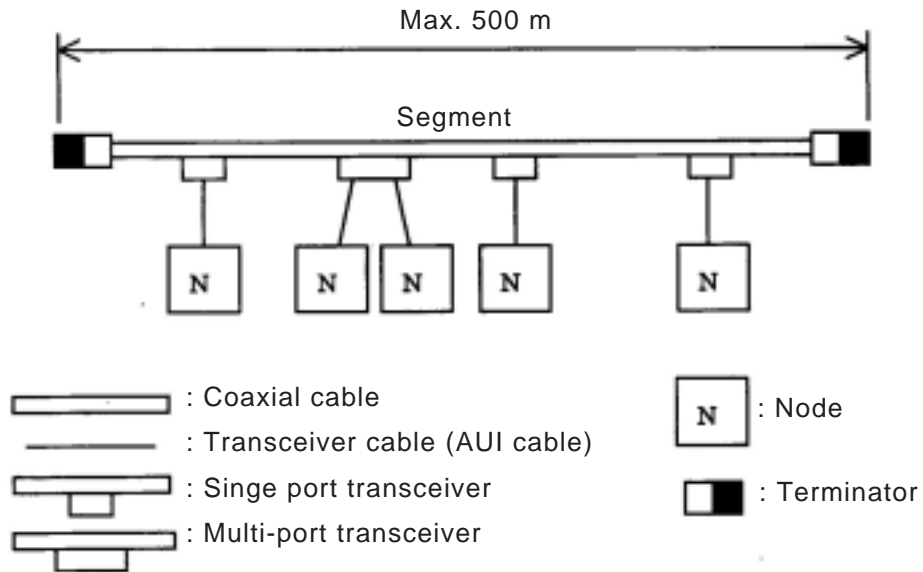 Max. 500 m
Segment
N N N N N
: Coaxial cable
: Transceiver cable (AUI cable)
: Singe port transceiver
: Multi-port transceiver
N : Node
: Terminator